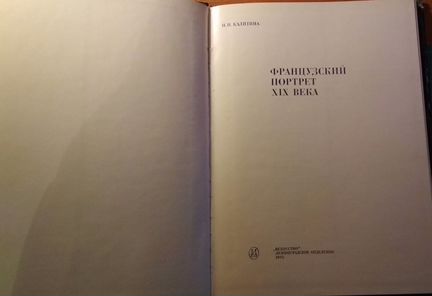 Н. Н. КАЛИТИНА
ФРАНЦУЗСКИЙ
ПОРТРЕТ
XIX ВЕКА
„ИСКУССТВО“
ЛЕНИНГРАДСКОЕ ОТДЕЛЕНИЕ